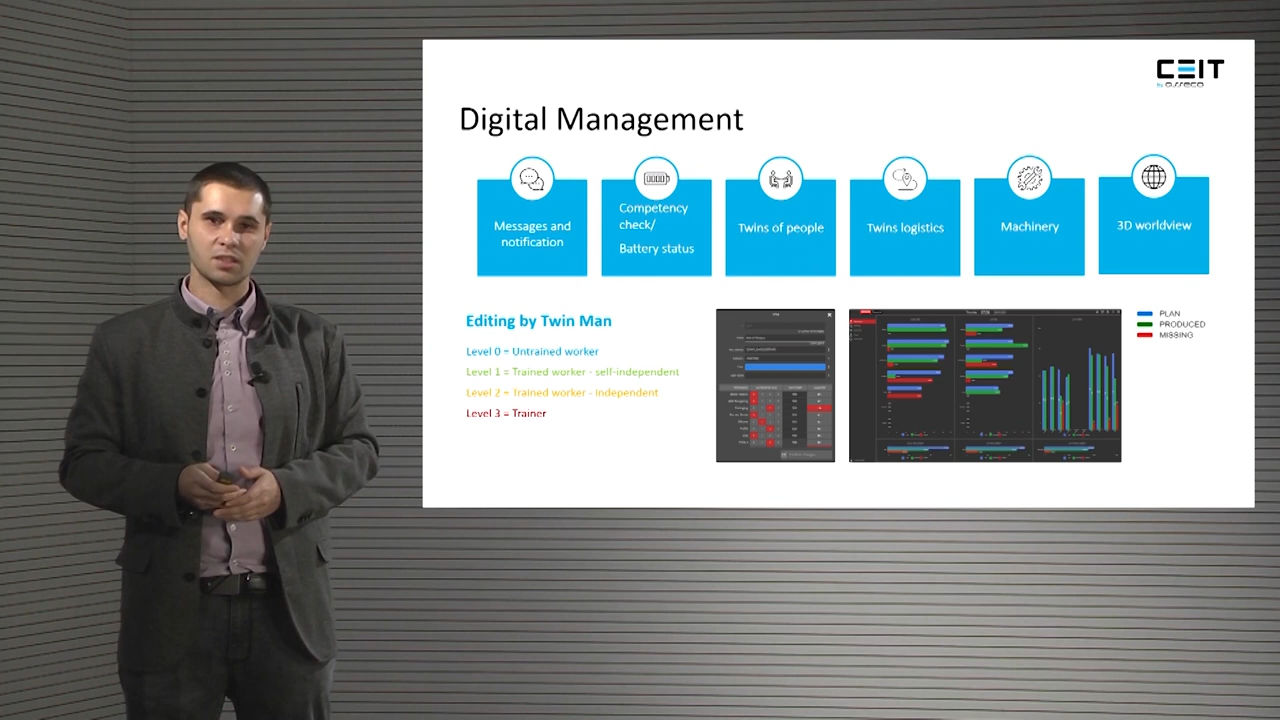 CEIT
by asseco
Digital Management
Messages and
notification
Competency
check/
Battery status
Twins of people
Twins logistics
Machinery
3D worldview
Editing by Twin Man
Level 0 = Untrained worker
Level 1 = Trained worker - self-independent
Level 2 = Trained worker - Independent
Level 3 = Trainer
PLAN
PRODUCED
MISSING